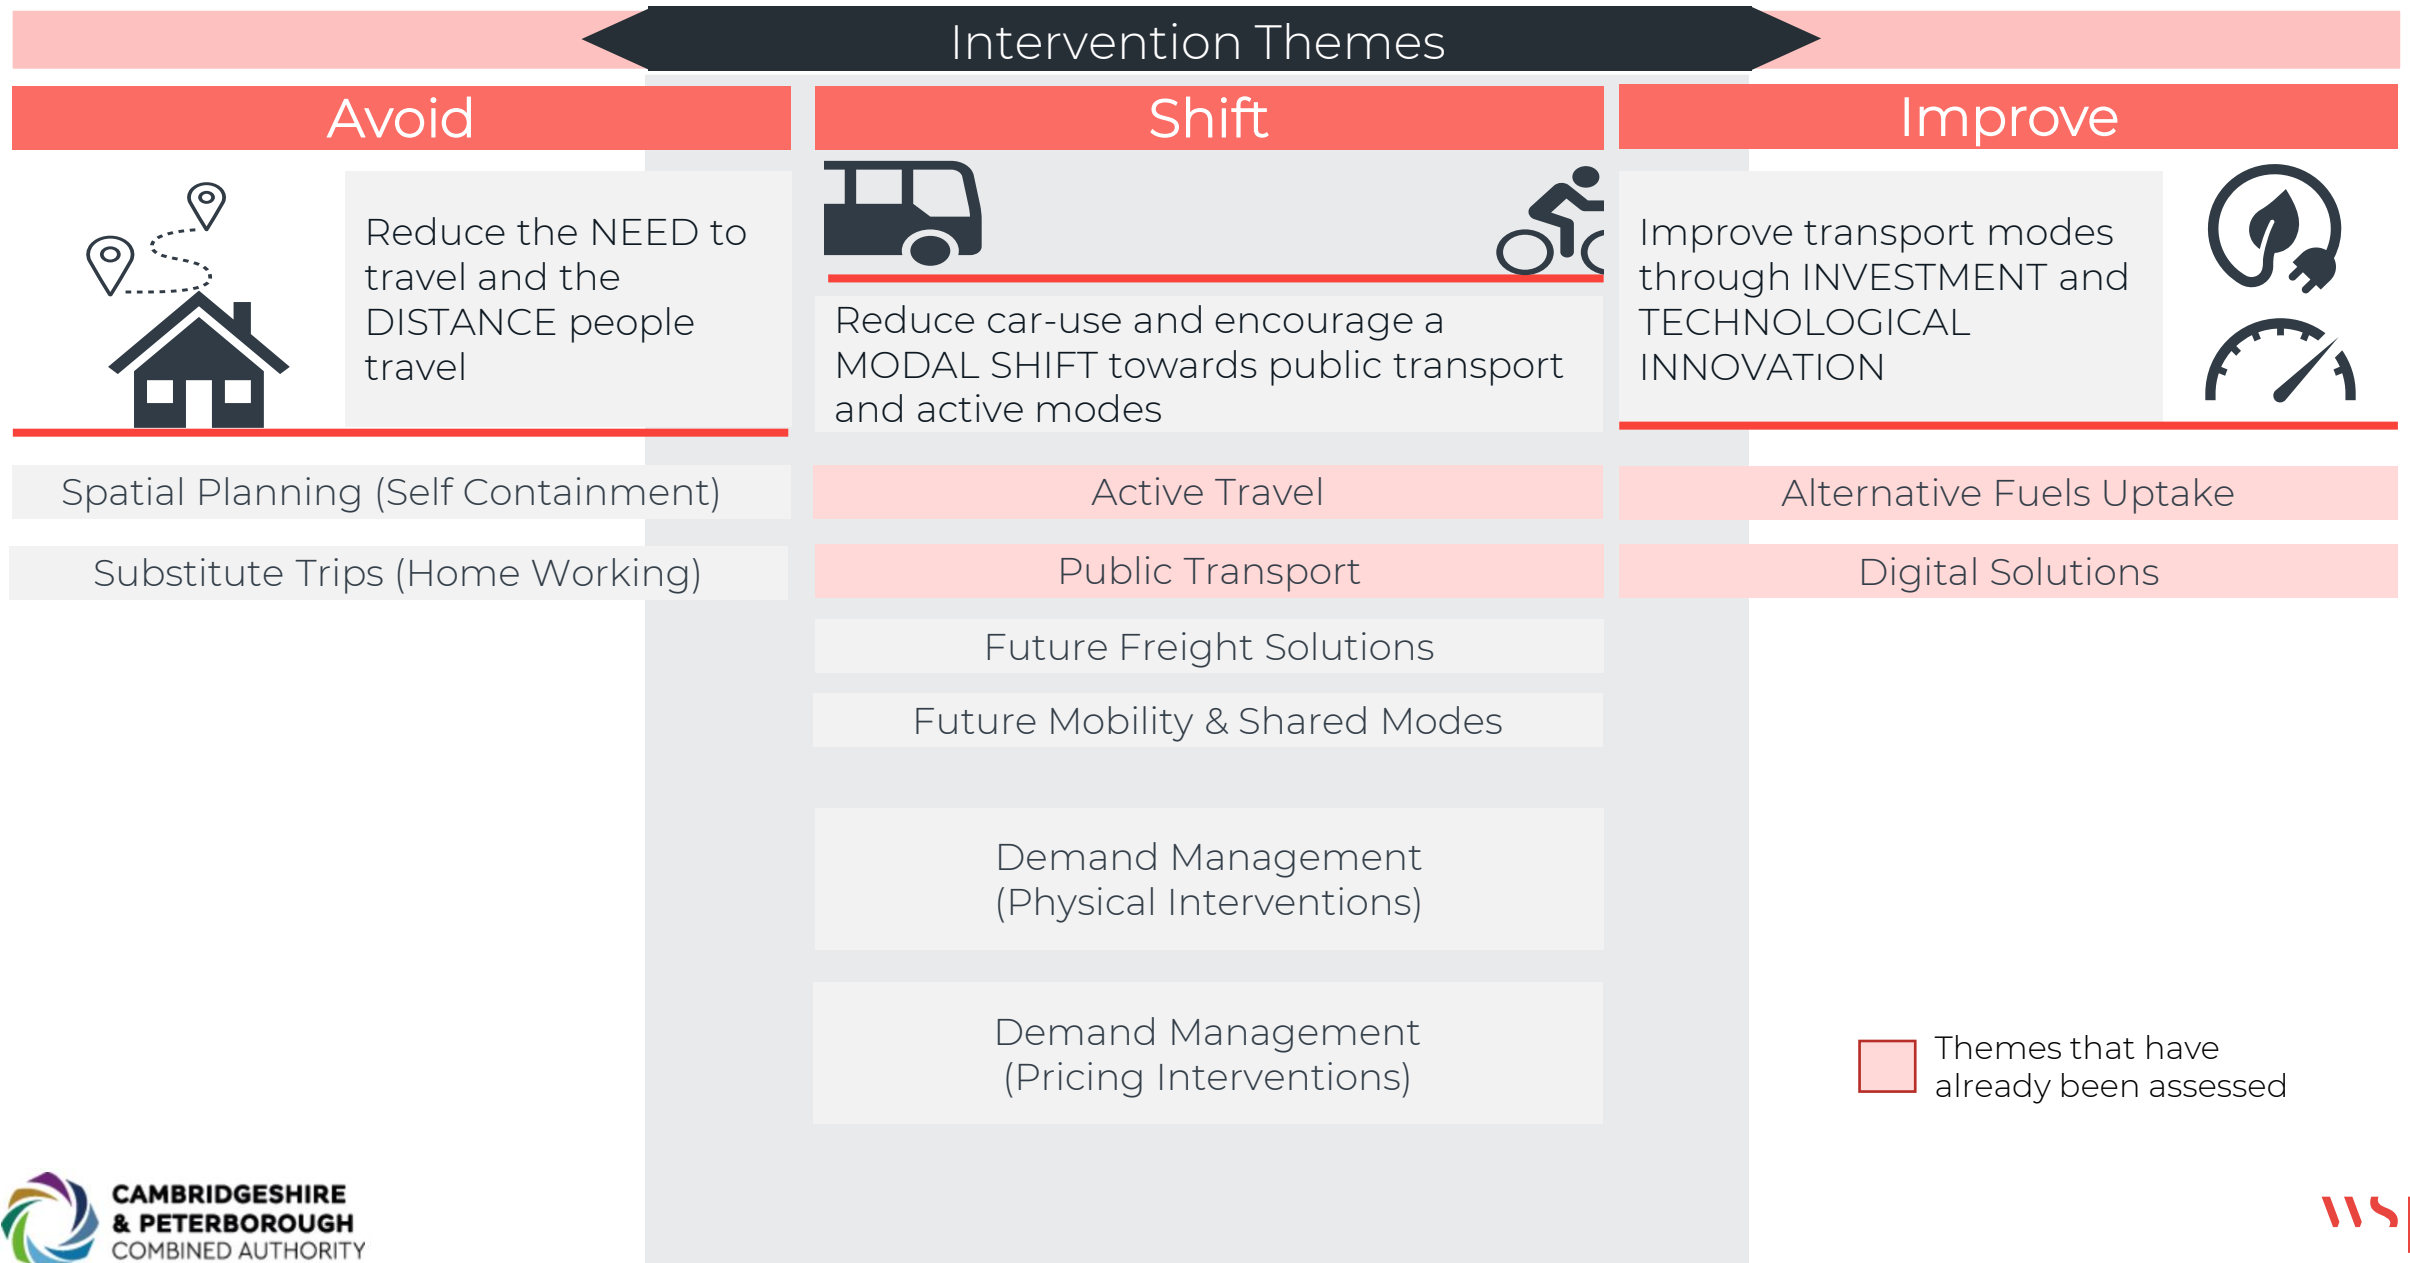 Intervention Themes
Avoid
Reduce the NEED to
travel and the
DISTANCE people
travel
Spatial Planning (Self Containment)
Substitute Trips (Home Working)
Shift
Reduce car-use and encourage a
MODAL SHIFT towards public transport
and active modes
Active Travel
Public Transport
Future Freight Solutions
Future Mobility & Shared Modes
Demand Management
(Physical Interventions)
Demand Management
(Pricing Interventions)
Improve
Improve transport modes
through INVESTMENT and
TECHNOLOGICAL
INNOVATION
Alternative Fuels Uptake
Digital Solutions
Themes that have
already been assessed
CAMBRIDGESHIRE
& PETERBOROUGH
COMBINED AUTHORITY
wsp